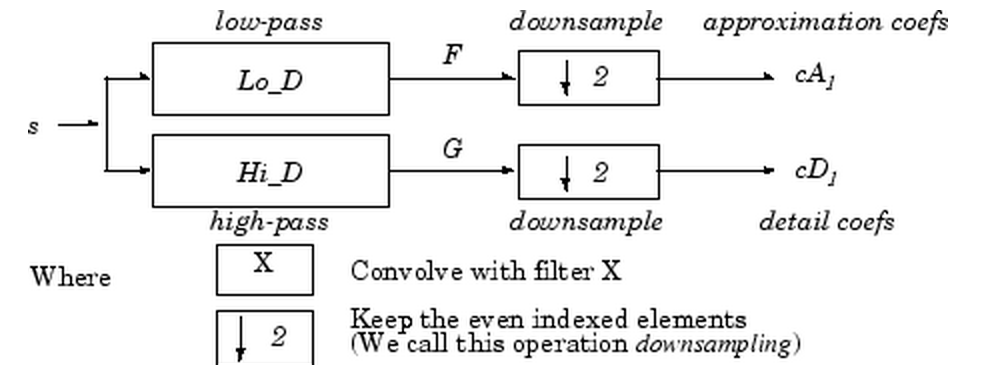 low-pass downsample approximation coefs
F
Lo_D ↓ 2 cA1
s
G
Hi_D ↓ 2 cD1
high-pass downsample detail coefs
Where X Convolve with filter X
↓ 2 Keep the even indexed elements
(We call this operation downsampling)